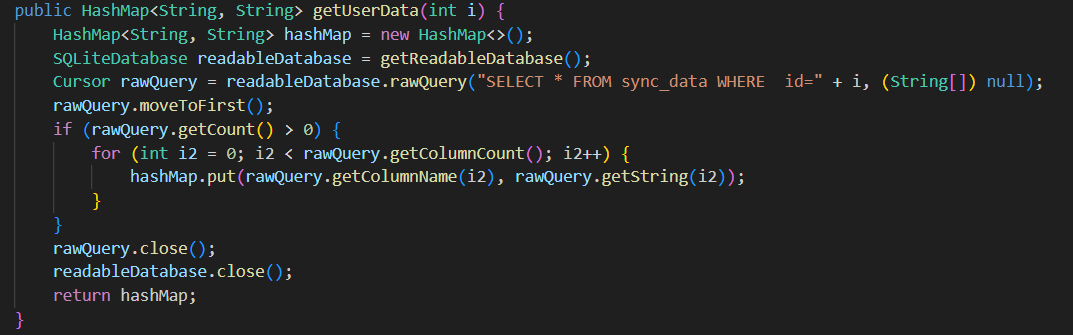 public HashMap<String, String> getUserData(int i) {
    HashMap<String, String> hashMap = new HashMap<>();
    SQLiteDatabase readableDatabase = getReadableDatabase();
    Cursor rawQuery = readableDatabase.rawQuery("SELECT * FROM sync_data WHERE  id=" + i, (String[]) null);
    rawQuery.moveToFirst();
    if (rawQuery.getCount() > 0) {
        for (int i2 = 0; i2 < rawQuery.getColumnCount(); i2++) {
            hashMap.put(rawQuery.getColumnName(i2), rawQuery.getString(i2));
        }
    }
    rawQuery.close();
    readableDatabase.close();
    return hashMap;
}